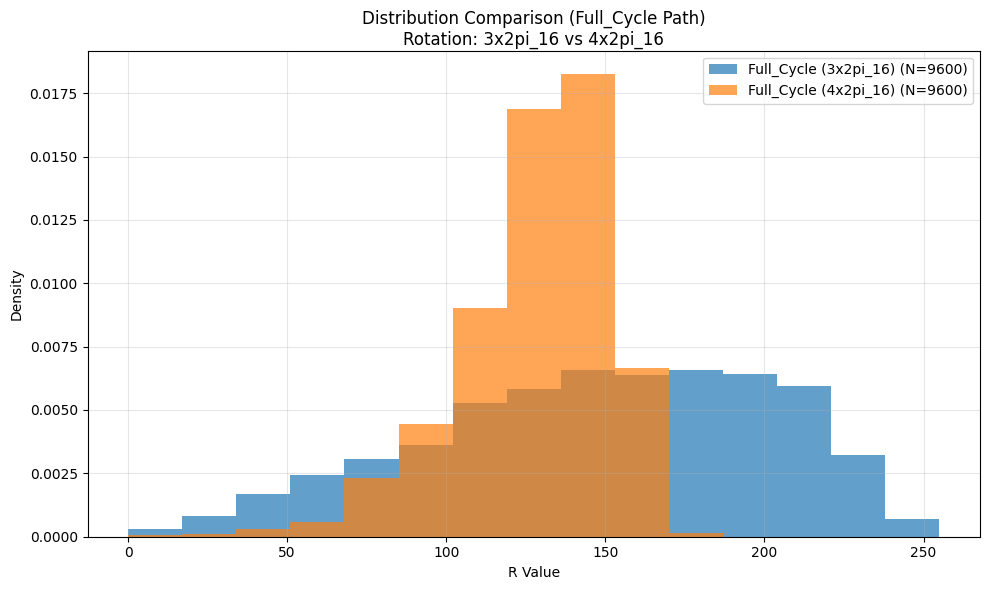 Distribution Comparison (Full_Cycle Path)
Rotation: 3x2pi_16 vs 4x2pi_16
Full_Cycle (3x2pi_16) (N=9600)
Full_Cycle (4x2pi_16) (N=9600)
Density
0.0175
0.0150
0.0125
0.0100
0.0075
0.0050
0.0025
0.0000
0 50 100 150 200 250
R Value